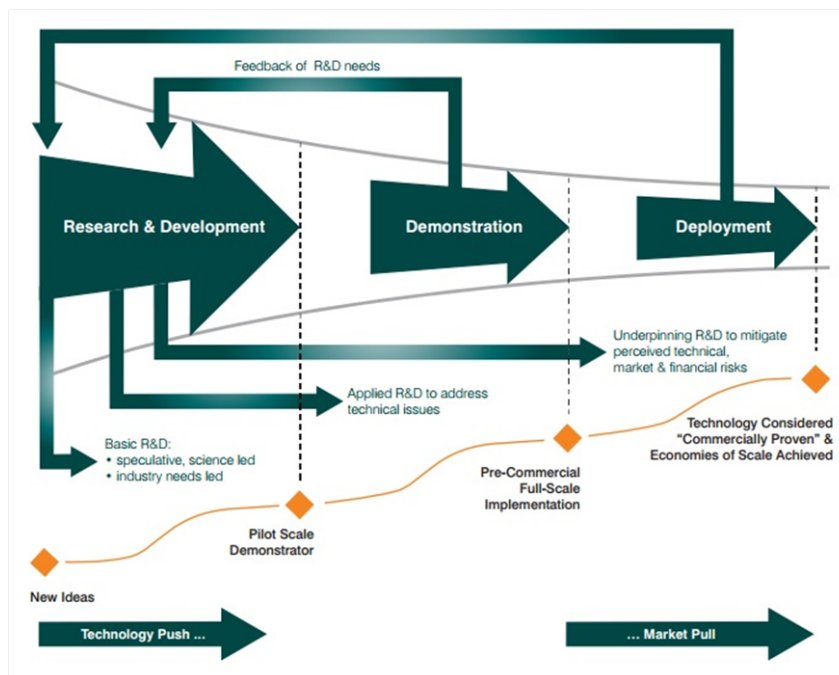 Feedback of R&D needs
Research & Development
Demonstration
Deployment
Underpinning R&D to mitigate
perceived technical,
market & financial risks
Applied R&D to address
technical issues
Basic R&D:
• speculative, science led
• industry needs led
Technology Considered
“Commercially Proven” &
Economies of Scale Achieved
Pre-Commercial
Full-Scale
Implementation
Pilot Scale
Demonstrator
New Ideas
Technology Push ...
... Market Pull